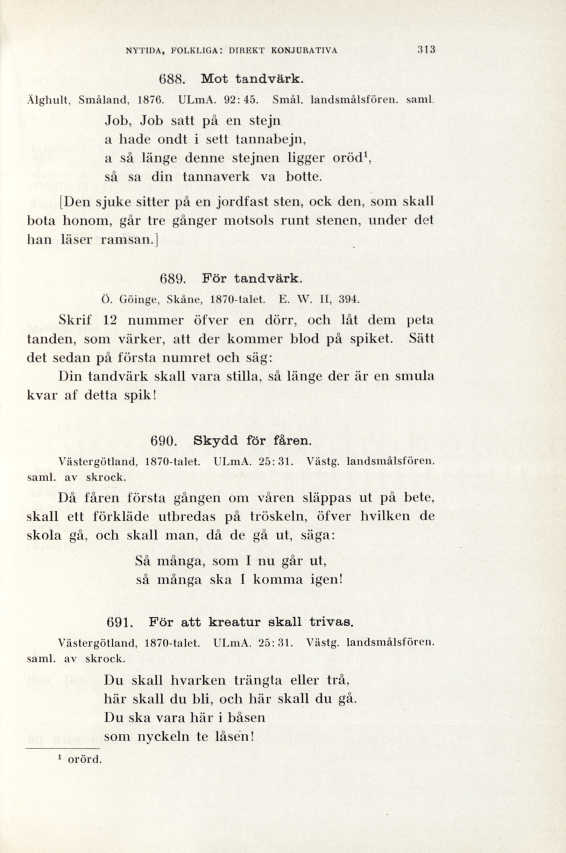 NYTIDA, FOLKLIGA: DIREKT KONJURATIVA 313
688. Mot tandvärk.
Älghult, Småland, 1876. ULmA. 92:45. Smål. landsmålsfören. saml.
Job, Job satt på en stejn
a hade ondt i sett tannabejn,
a så länge denne stejnen ligger oröd¹,
så sa din tannaverk va botte.
[Den sjuke sitter på en jordfast sten, ock den, som skall
bota honom, går tre gånger motsols runt stenen, under det
han läser ramsan.]
689. För tandvärk.
Ö. Göinge, Skåne, 1870-talet. E. W. II, 394.
Skrif 12 nummer öfver en dörr, och låt dem peta
tanden, som värker, att der kommer blod på spiket. Sätt
det sedan på första numret och säg:
Din tandvärk skall vara stilla, så länge der är en smula
kvar af detta spik!
690. Skydd för fåren.
Västergötland, 1870-talet. ULmA. 25:31. Västg. landsmålsfören.
saml. av skrock.
Då fåren första gången om våren släppas ut på bete,
skall ett förkläde utbredas på tröskeln, öfver hvilken de
skola gå, och skall man, då de gå ut, säga:
Så många, som I nu går ut,
så många ska I komma igen!
691. För att kreatur skall trivas.
Västergötland, 1870-talet. ULmA. 25:31. Västg. landsmålsfören.
saml. av skrock.
Du skall hvarken trängta eller trå,
här skall du bli, och här skall du gå.
Du ska vara här i båsen
som nyckeln te låsen!
¹ orörd.